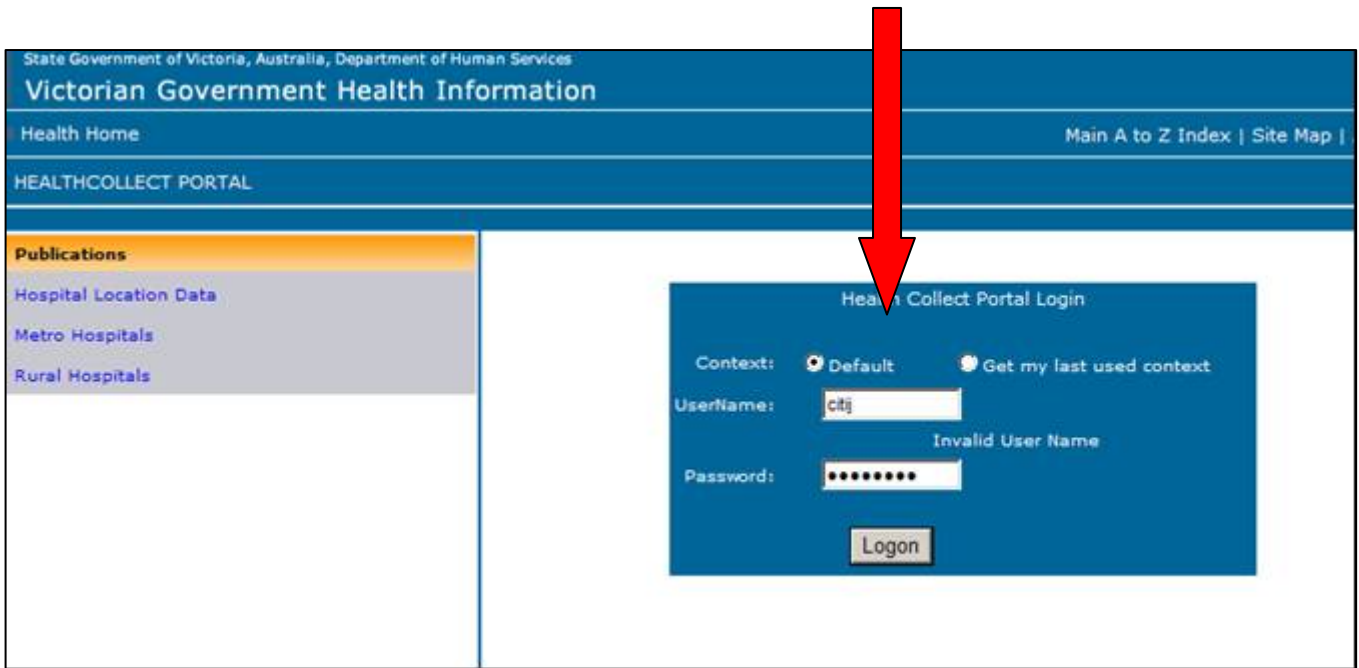 State Government of Victoria, Australia, Department of Human Services
Victorian Government Health Information
Health Home
Main A to Z Index | Site Map |
HEALTHCOLLECT PORTAL
Publications
Hospital Location Data
Metro Hospitals
Rural Hospitals
Health Collect Portal Login
Context: Default Get my last used context
UserName: citij
Invalid User Name
Password: ••••••••
Logon